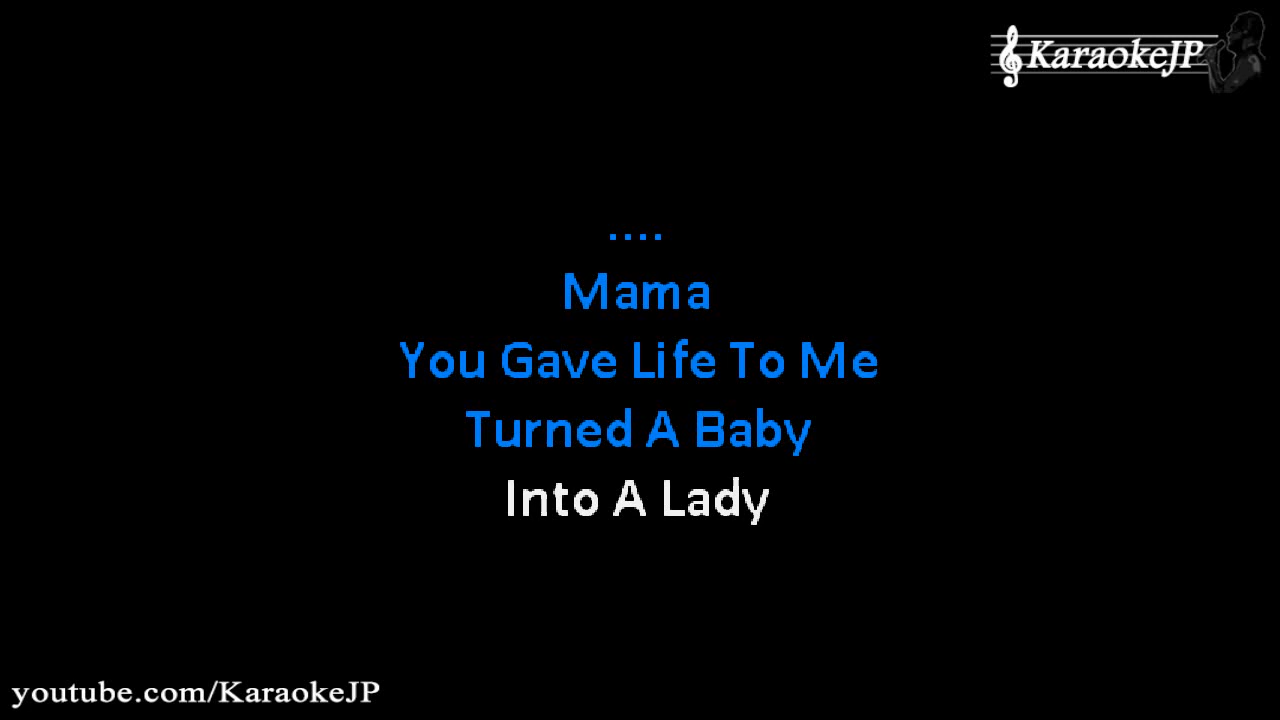 KaraokeJP
....
Mama
You Gave Life To Me
Turned A Baby
Into A Lady
youtube.com/KaraokeJP